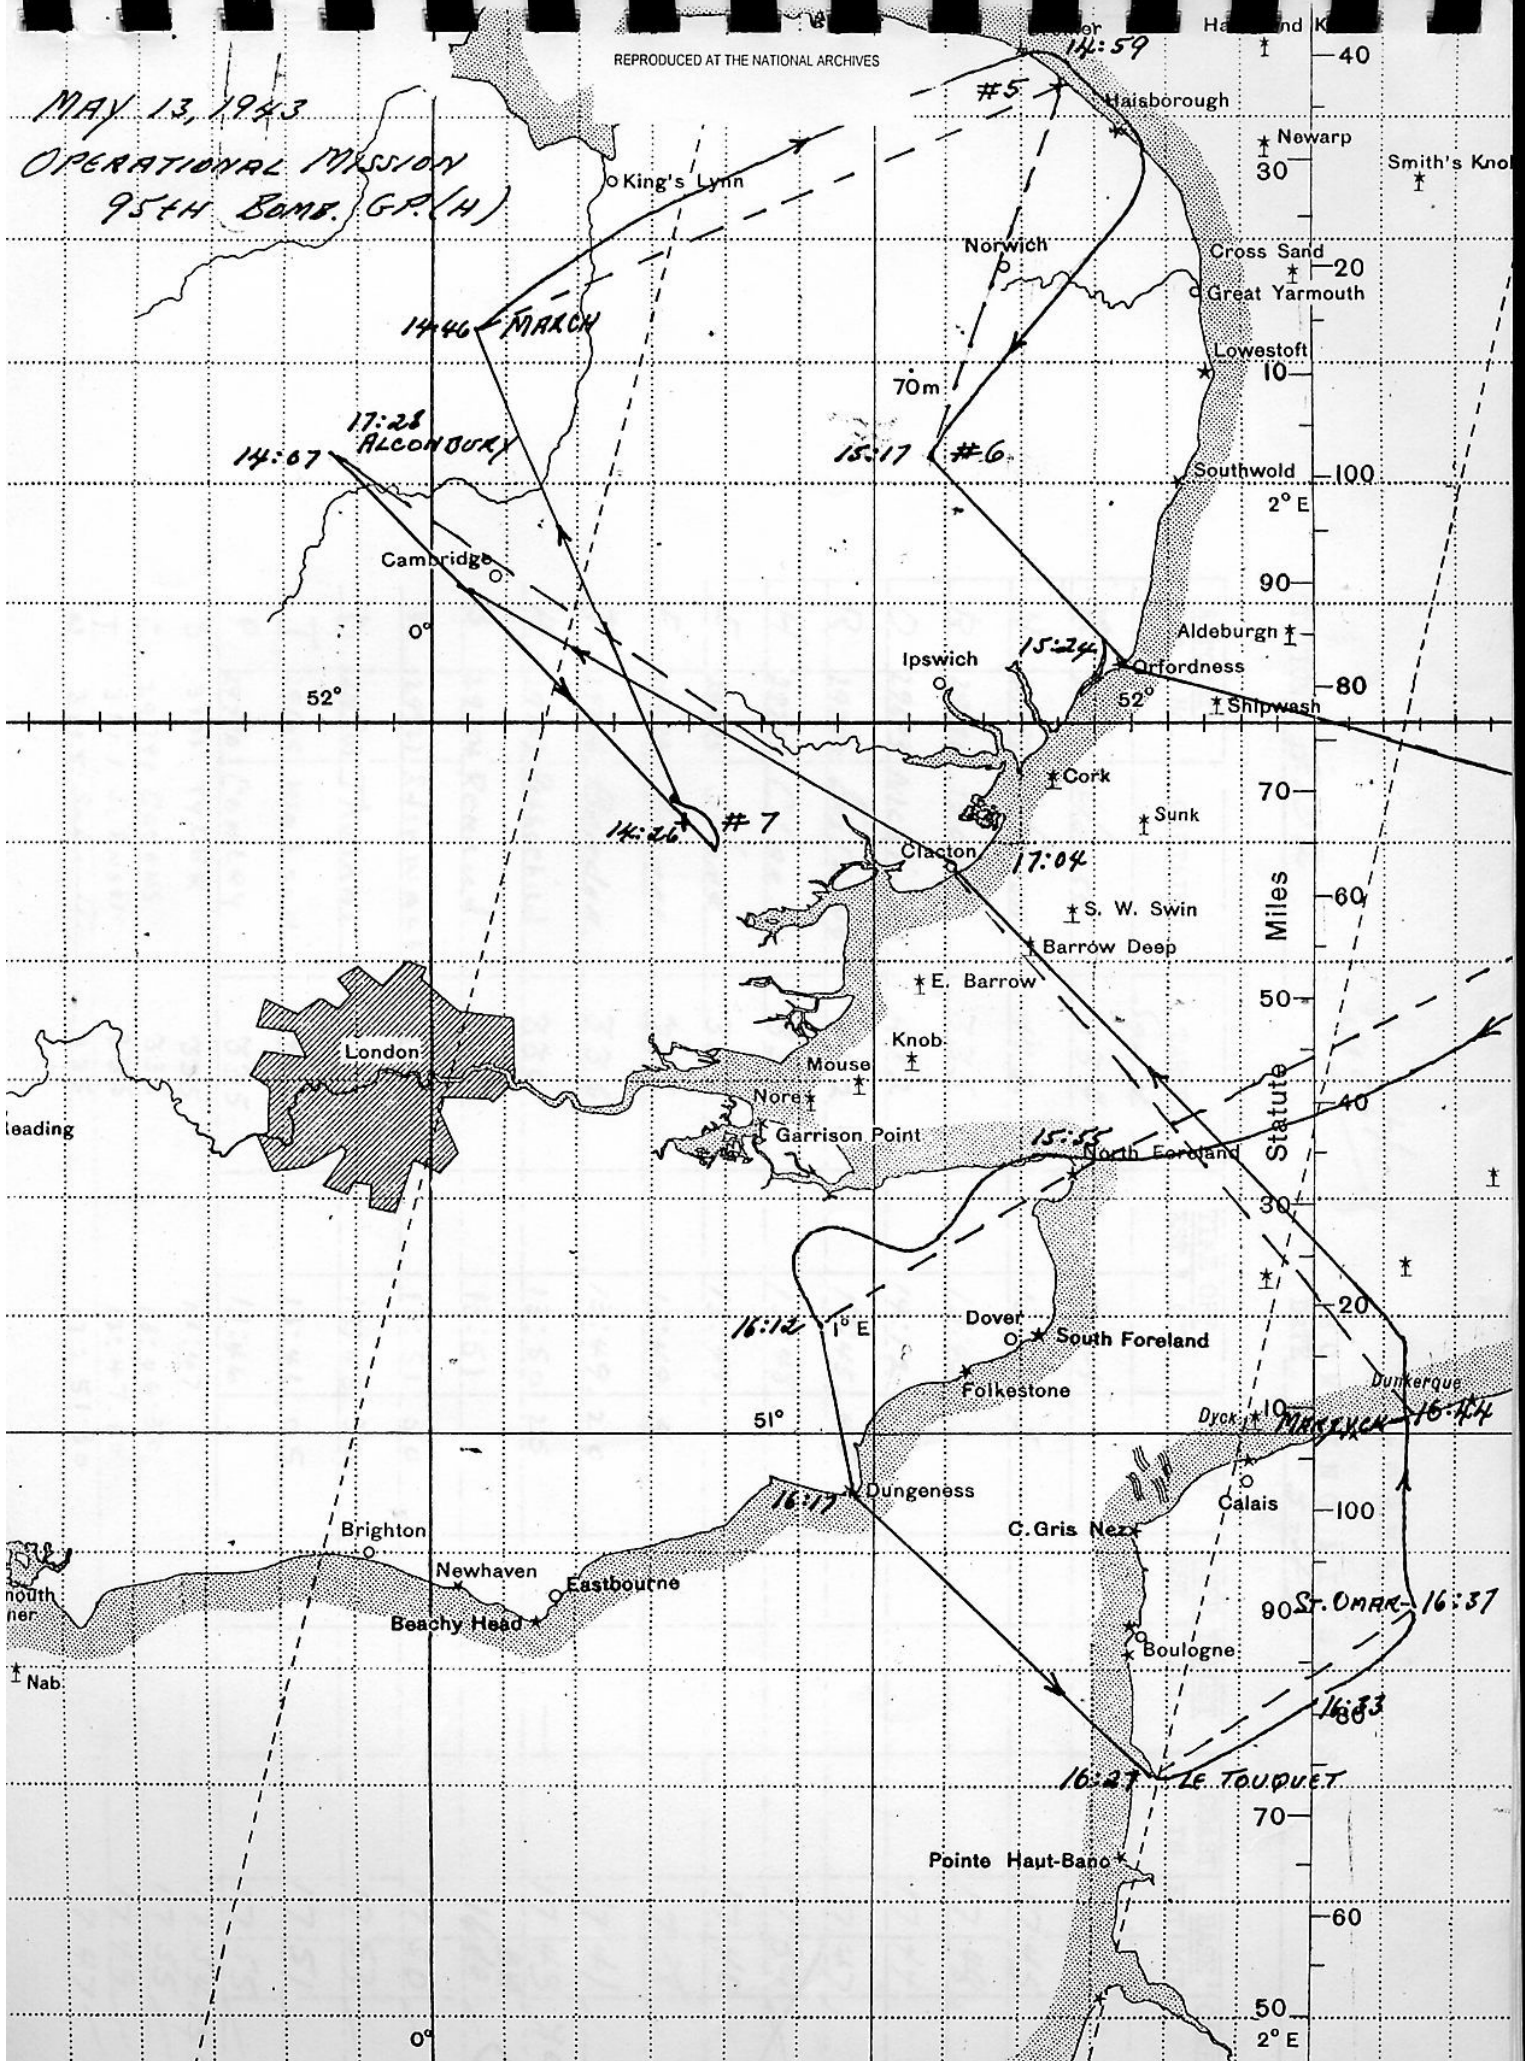 REPRODUCED AT THE NATIONAL ARCHIVES
MAY 13, 1943
OPERATIONAL MISSION
95TH BOMB. GP.(H)
14:59
40
#5
Haisborough
Newarp
30
Smith's Knol
King's Lynn
Norwich
Cross Sand
20
Great Yarmouth
14:46
MARCH
Lowestoft
10
70m
17:28
ALCONBURY
14:07
15:17
#6
Southwold
100
2° E
Cambridge
90
0°
Aldeburgh
15:24
Ipswich
Orfordness
80
52°
52°
Shipwash
Cork
70
Sunk
14:26
#7
Clacton
17:04
60
S. W. Swin
Barrow Deep
E. Barrow
50
Statute Miles
London
Knob
Mouse
Nore
40
eading
Garrison Point
15:55
North Foreland
30
20
16:12
1° E
Dover
South Foreland
Folkestone
Dunkerque
51°
Dyck
10
MARDYCK
16:44
16:17
Dungeness
Calais
100
C. Gris Nez
Brighton
Newhaven
Eastbourne
mouth
ner
Beachy Head
90
ST. OMAR
16:37
Boulogne
Nab
16:33
80
16:27
LE TOUQUET
70
Pointe Haut-Banc
60
50
0°
2° E